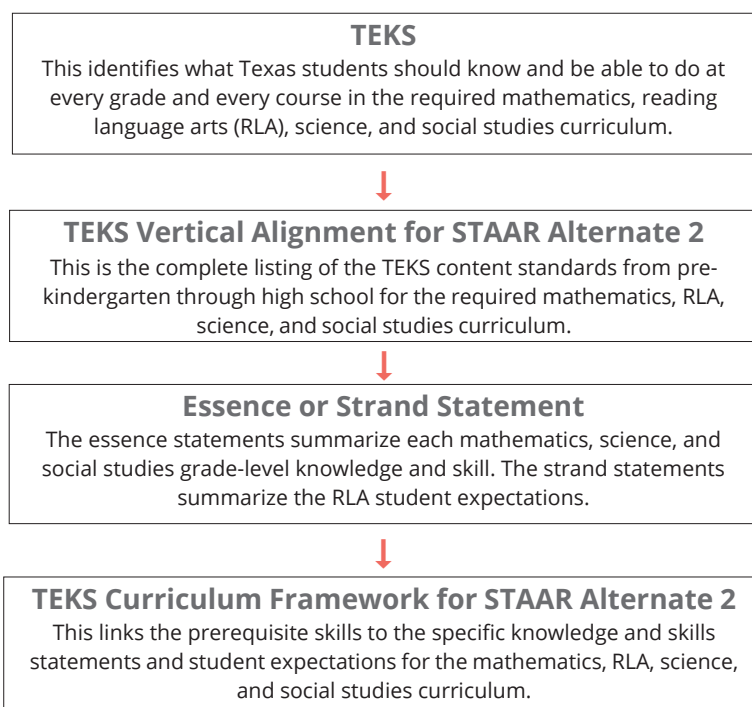 TEKS
This identifies what Texas students should know and be able to do at
every grade and every course in the required mathematics, reading
language arts (RLA), science, and social studies curriculum.
TEKS Vertical Alignment for STAAR Alternate 2
This is the complete listing of the TEKS content standards from pre-
kindergarten through high school for the required mathematics, RLA,
science, and social studies curriculum.
Essence or Strand Statement
The essence statements summarize each mathematics, science, and
social studies grade-level knowledge and skill. The strand statements
summarize the RLA student expectations.
TEKS Curriculum Framework for STAAR Alternate 2
This links the prerequisite skills to the specific knowledge and skills
statements and student expectations for the mathematics, RLA, science,
and social studies curriculum.